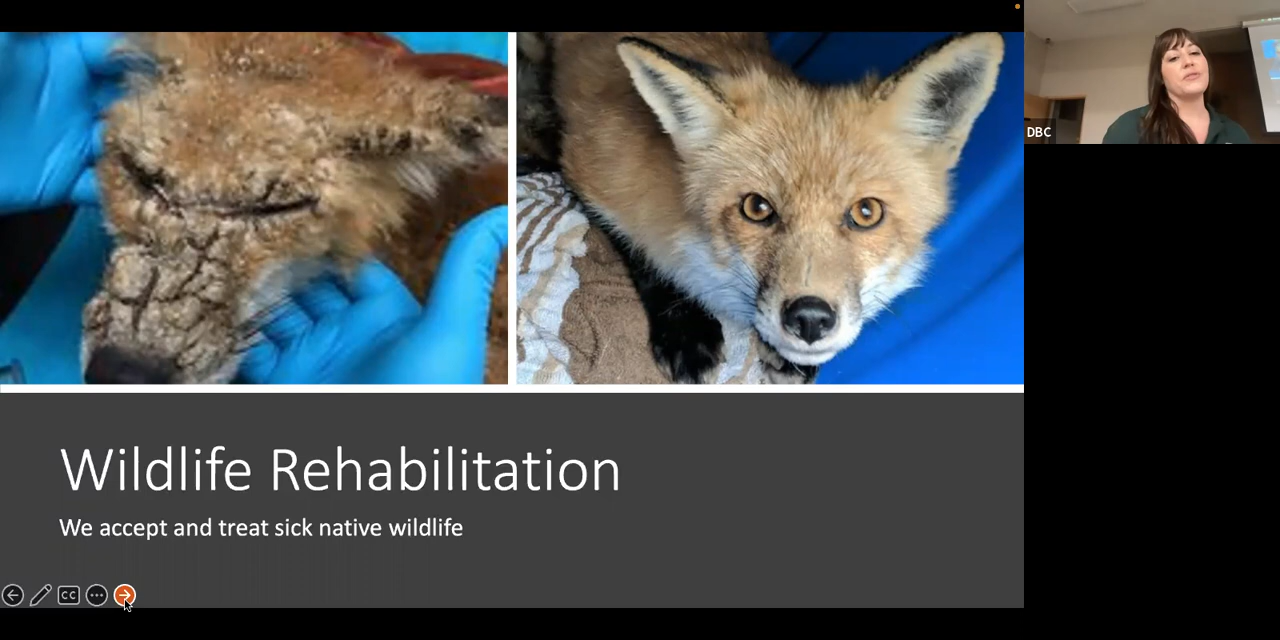 DBC
Wildlife Rehabilitation
We accept and treat sick native wildlife
CC